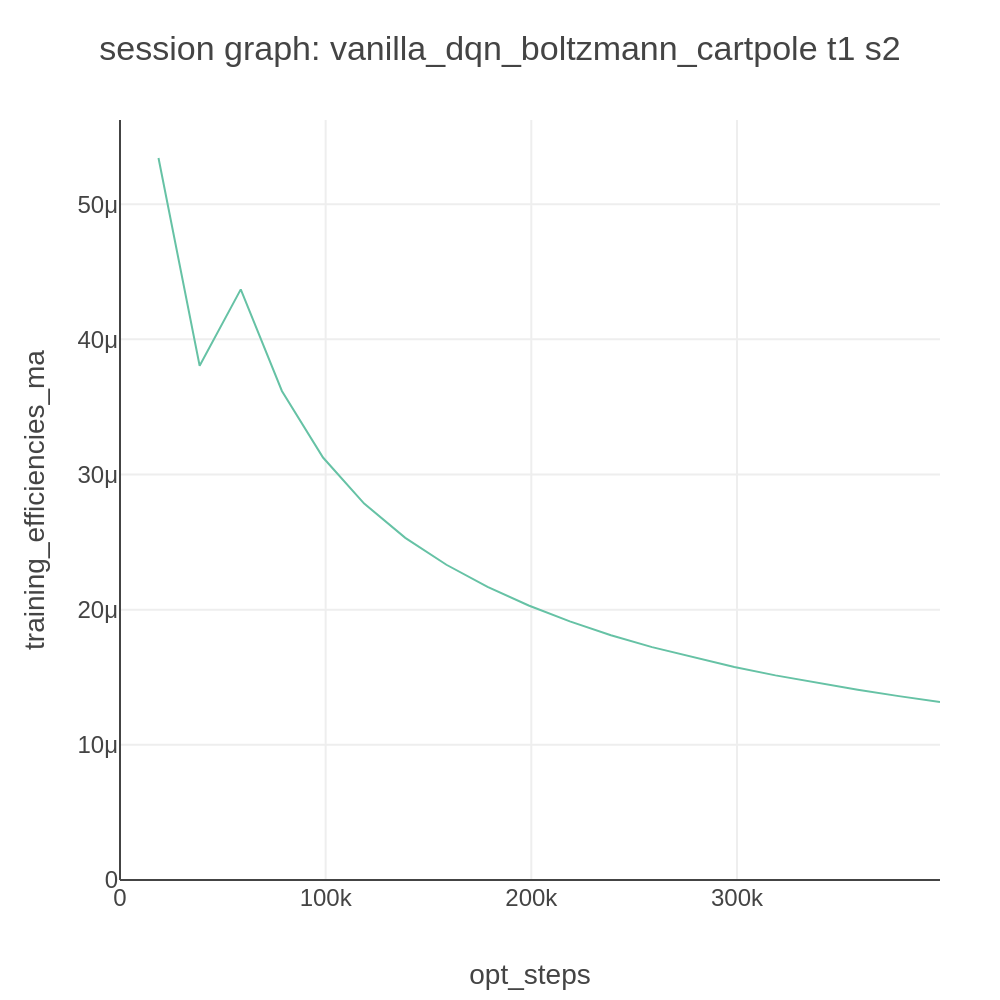 session graph: vanilla_dqn_boltzmann_cartpole t1 s2
training_efficiencies_ma
50μ
40μ
30μ
20μ
10μ
0
0 100k 200k 300k
opt_steps